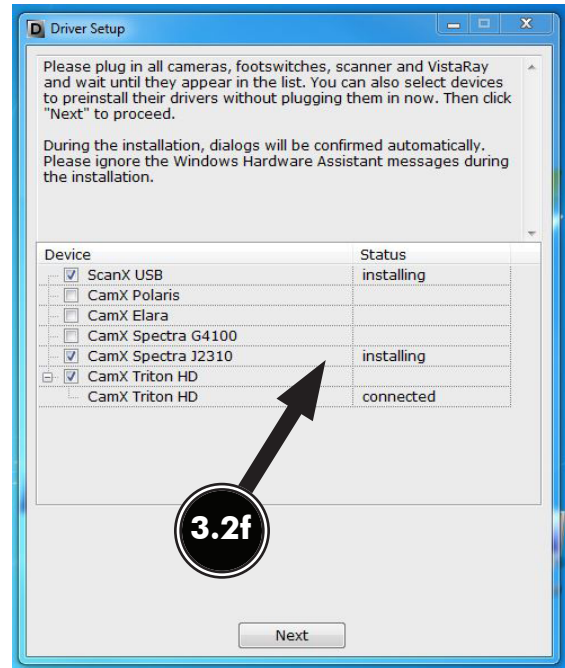 Driver Setup
Please plug in all cameras, footswitches, scanner and VistaRay
and wait until they appear in the list. You can also select devices
to preinstall their drivers without plugging them in now. Then click
"Next" to proceed.
During the installation, dialogs will be confirmed automatically.
Please ignore the Windows Hardware Assistant messages during
the installation.
Device Status
ScanX USB installing
CamX Polaris
CamX Elara
CamX Spectra G4100
CamX Spectra J2310 installing
CamX Triton HD
CamX Triton HD connected
3.2f
Next